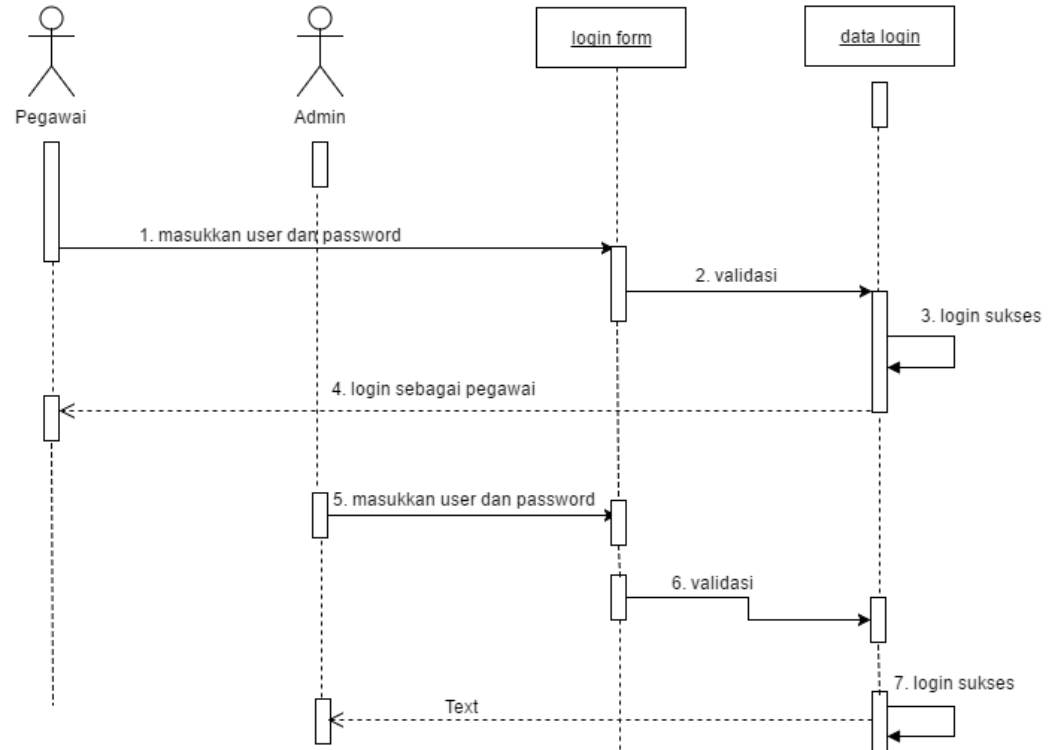 login form
data login
Pegawai
Admin
1. masukkan user dan password
2. validasi
3. login sukses
4. login sebagai pegawai
5. masukkan user dan password
6. validasi
7. login sukses
Text